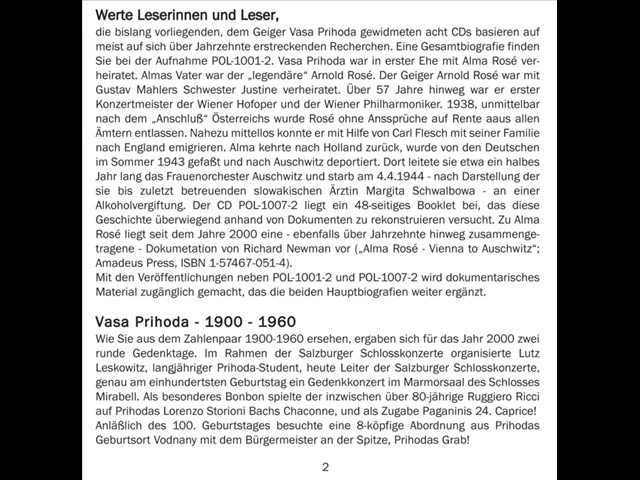 Werte Leserinnen und Leser,
die bislang vorliegenden, dem Geiger Vasa Prihoda gewidmeten acht CDs basieren auf
meist auf sich über Jahrzehnte erstreckenden Recherchen. Eine Gesamtbiografie finden
Sie bei der Aufnahme POL-1001-2. Vasa Prihoda war in erster Ehe mit Alma Rosé ver-
heiratet. Almas Vater war der „legendäre“ Arnold Rosé. Der Geiger Arnold Rosé war mit
Gustav Mahlers Schwester Justine verheiratet. Über 57 Jahre hinweg war er erster
Konzertmeister der Wiener Hofoper und der Wiener Philharmoniker. 1938, unmittelbar
nach dem „Anschluß“ Österreichs wurde Rosé ohne Anssprüche auf Rente aaus allen
Ämtern entlassen. Nahezu mittellos konnte er mit Hilfe von Carl Flesch mit seiner Familie
nach England emigrieren. Alma kehrte nach Holland zurück, wurde von den Deutschen
im Sommer 1943 gefaßt und nach Auschwitz deportiert. Dort leitete sie etwa ein halbes
Jahr lang das Frauenorchester Auschwitz und starb am 4.4.1944 - nach Darstellung der
sie bis zuletzt betreuenden slowakischen Ärztin Margita Schwalbowa - an einer
Alkoholvergiftung. Der CD POL-1007-2 liegt ein 48-seitiges Booklet bei, das diese
Geschichte überwiegend anhand von Dokumenten zu rekonstruieren versucht. Zu Alma
Rosé liegt seit dem Jahre 2000 eine - ebenfalls über Jahrzehnte hinweg zusammenge-
tragene - Dokumetation von Richard Newman vor („Alma Rosé - Vienna to Auschwitz“;
Amadeus Press, ISBN 1-57467-051-4).
Mit den Veröffentlichungen neben POL-1001-2 und POL-1007-2 wird dokumentarisches
Material zugänglich gemacht, das die beiden Hauptbiografien weiter ergänzt.
Vasa Prihoda - 1900 - 1960
Wie Sie aus dem Zahlenpaar 1900-1960 ersehen, ergaben sich für das Jahr 2000 zwei
runde Gedenktage. Im Rahmen der Salzburger Schlosskonzerte organisierte Lutz
Leskowitz, langjähriger Prihoda-Student, heute Leiter der Salzburger Schlosskonzerte,
genau am einhundertsten Geburtstag ein Gedenkkonzert im Marmorsaal des Schlosses
Mirabell. Als besonderes Bonbon spielte der inzwischen über 80-jährige Ruggiero Ricci
auf Prihodas Lorenzo Storioni Bachs Chaconne, und als Zugabe Paganinis 24. Caprice!
Anläßlich des 100. Geburtstages besuchte eine 8-köpfige Abordnung aus Prihodas
Geburtsort Vodnany mit dem Bürgermeister an der Spitze, Prihodas Grab!
2